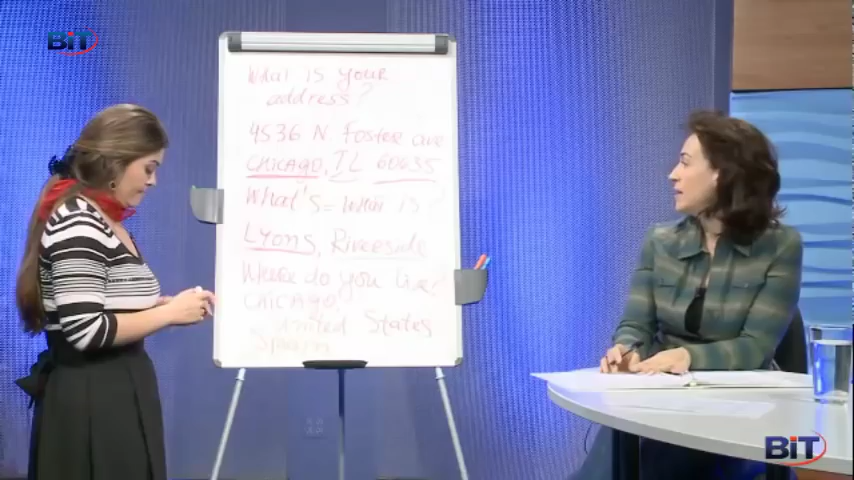 BiT
What is your
address?
4536 N Foster ave
CHICAGO, IL 60655
What's = What is ?
Lyons, Riverside
Where do you live?
CHICAGO
United States
Spain
BiT